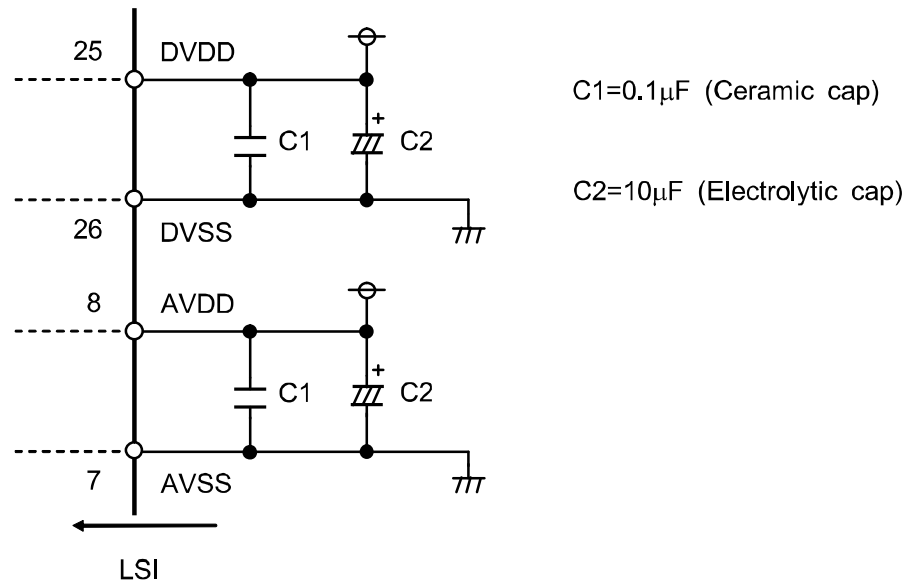 25 DVDD
C1=0.1μF (Ceramic cap)
+
C1 C2
C2=10μF (Electrolytic cap)
26 DVSS
8 AVDD
+
C1 C2
7 AVSS
LSI